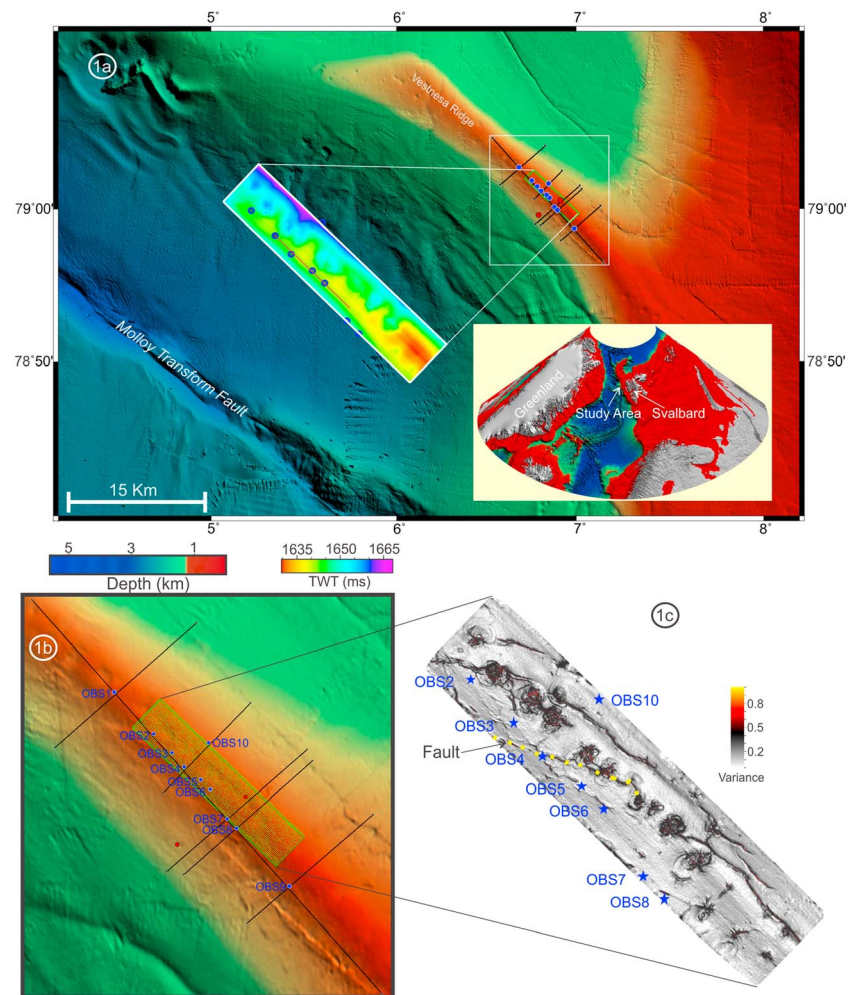 5° 6° 7° 8°
1a
Vestnesa Ridge
79°00'
79°00'
78°50'
78°50'
Molloy Transform Fault
Greenland
Study Area
Svalbard
15 Km
5° 6° 7° 8°
5 3 1
Depth (km)
1635 1650 1665
TWT (ms)
1b
OBS1
OBS2
OBS10
OBS3
OBS4
OBS5
OBS6
OBS7
OBS8
OBS9
1c
OBS2
OBS10
OBS3
Fault
OBS4
OBS5
OBS6
OBS7
OBS8
0.8
0.6
0.4
0.2
Variance